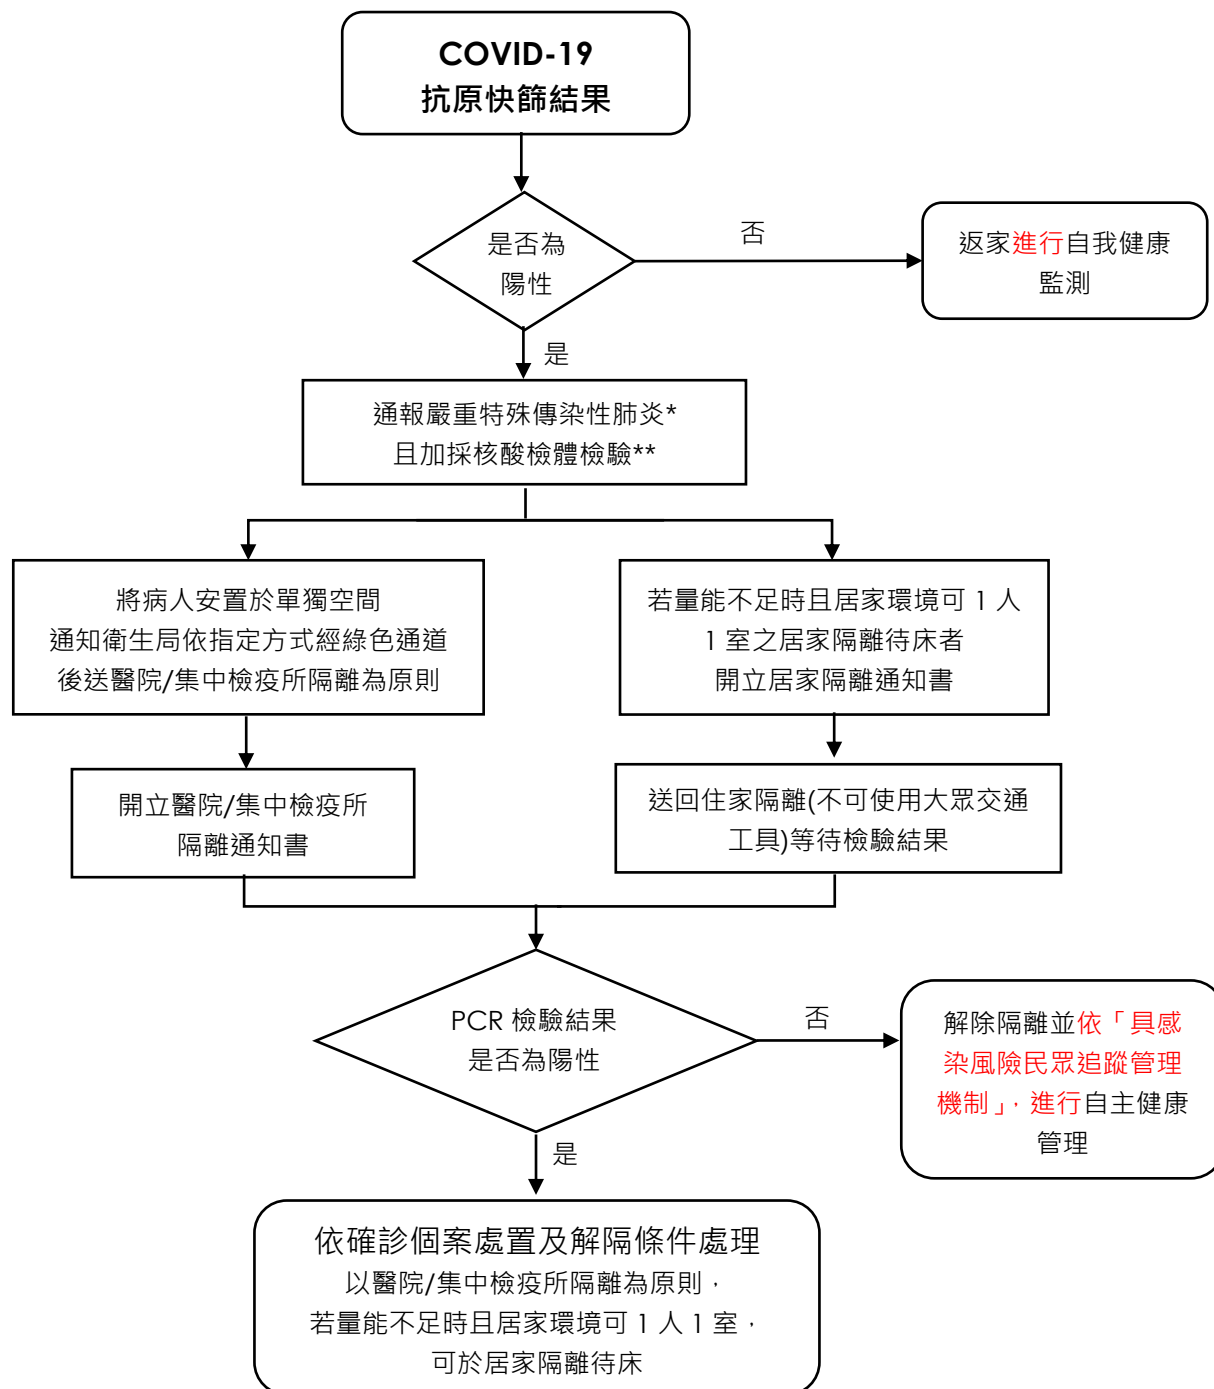 COVID-19
抗原快篩結果
是否為
陽性
否
返家進行自我健康
監測
是
通報嚴重特殊傳染性肺炎*
且加採核酸檢體檢驗**
將病人安置於單獨空間
通知衛生局依指定方式經綠色通道
後送醫院/集中檢疫所隔離為原則
若量能不足時且居家環境可 1 人
1 室之居家隔離待床者
開立居家隔離通知書
開立醫院/集中檢疫所
隔離通知書
送回住家隔離(不可使用大眾交通
工具)等待檢驗結果
PCR 檢驗結果
是否為陽性
否
解除隔離並依「具感
染風險民眾追蹤管理
機制」，進行自主健康
管理
是
依確診個案處置及解隔條件處理
以醫院/集中檢疫所隔離為原則，
若量能不足時且居家環境可 1 人 1 室，
可於居家隔離待床